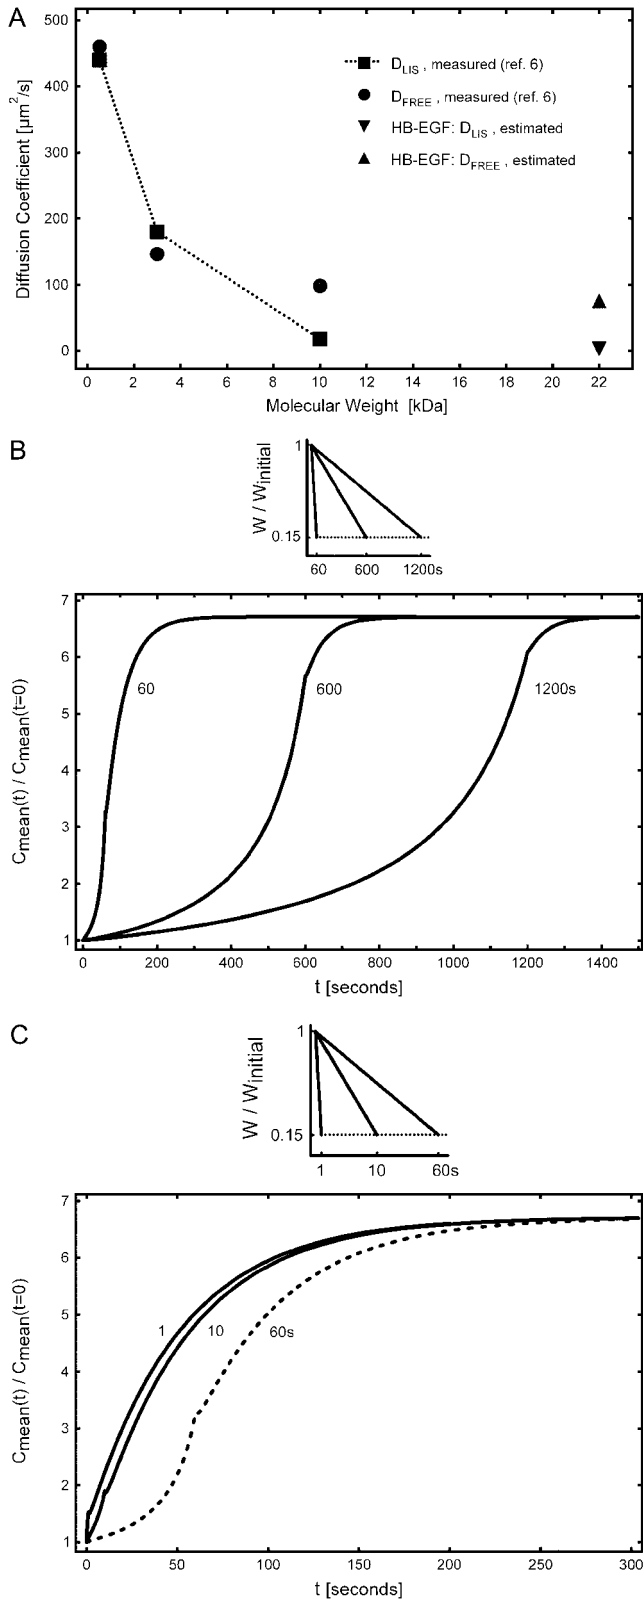 A
500
400
300
200
100
0
Diffusion Coefficient [µm²/s]
D_LIS , measured (ref. 6)
D_FREE , measured (ref. 6)
HB-EGF: D_LIS , estimated
HB-EGF: D_FREE , estimated
0 2 4 6 8 10 12 14 16 18 20 22
Molecular Weight [kDa]
B
W / W_initial
1
0.15
60 600 1200s
7
6
5
4
3
2
1
C_mean(t) / C_mean(t=0)
60
600
1200s
0 200 400 600 800 1000 1200 1400
t [seconds]
C
W / W_initial
1
0.15
1 10 60s
7
6
5
4
3
2
1
C_mean(t) / C_mean(t=0)
1
10
60s
0 50 100 150 200 250 300
t [seconds]